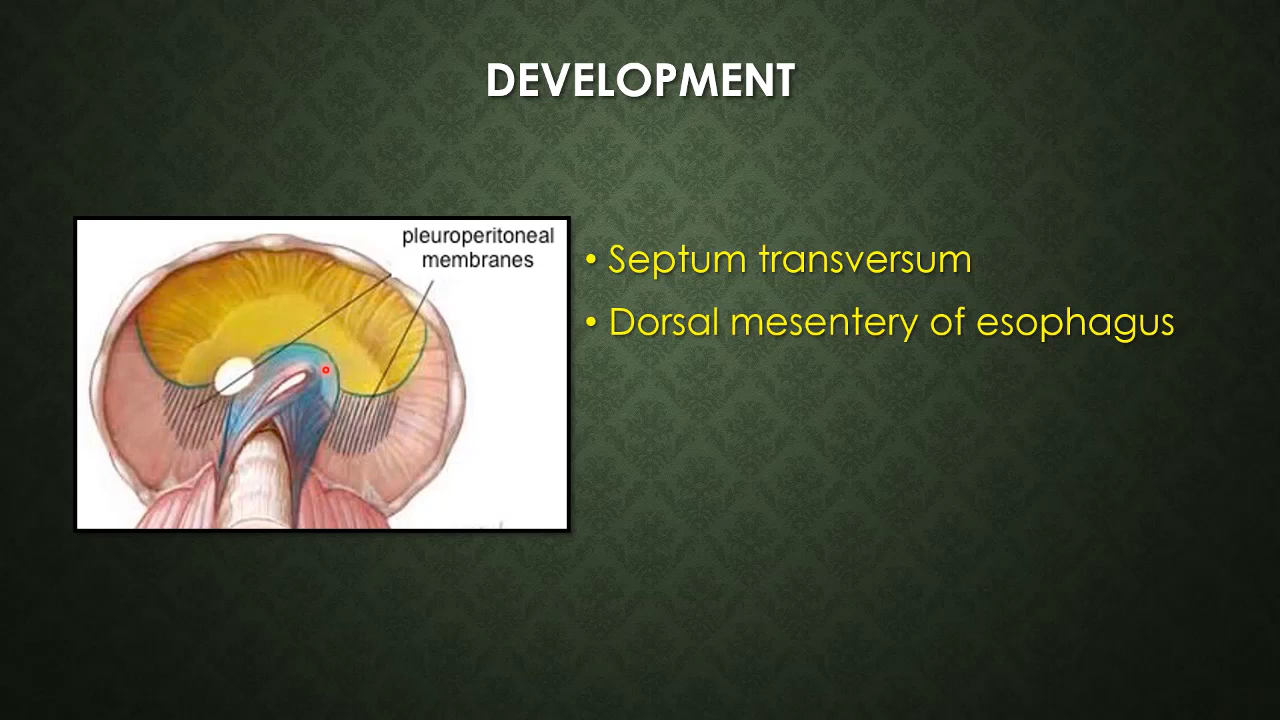 DEVELOPMENT
pleuroperitoneal
membranes
• Septum transversum
• Dorsal mesentery of esophagus